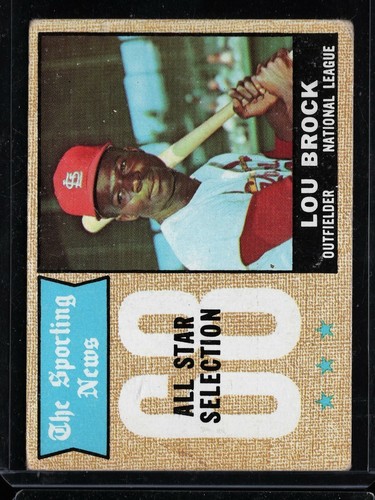 The Sporting
News
68
ALL STAR
SELECTION
LOU BROCK
OUTFIELDER NATIONAL LEAGUE